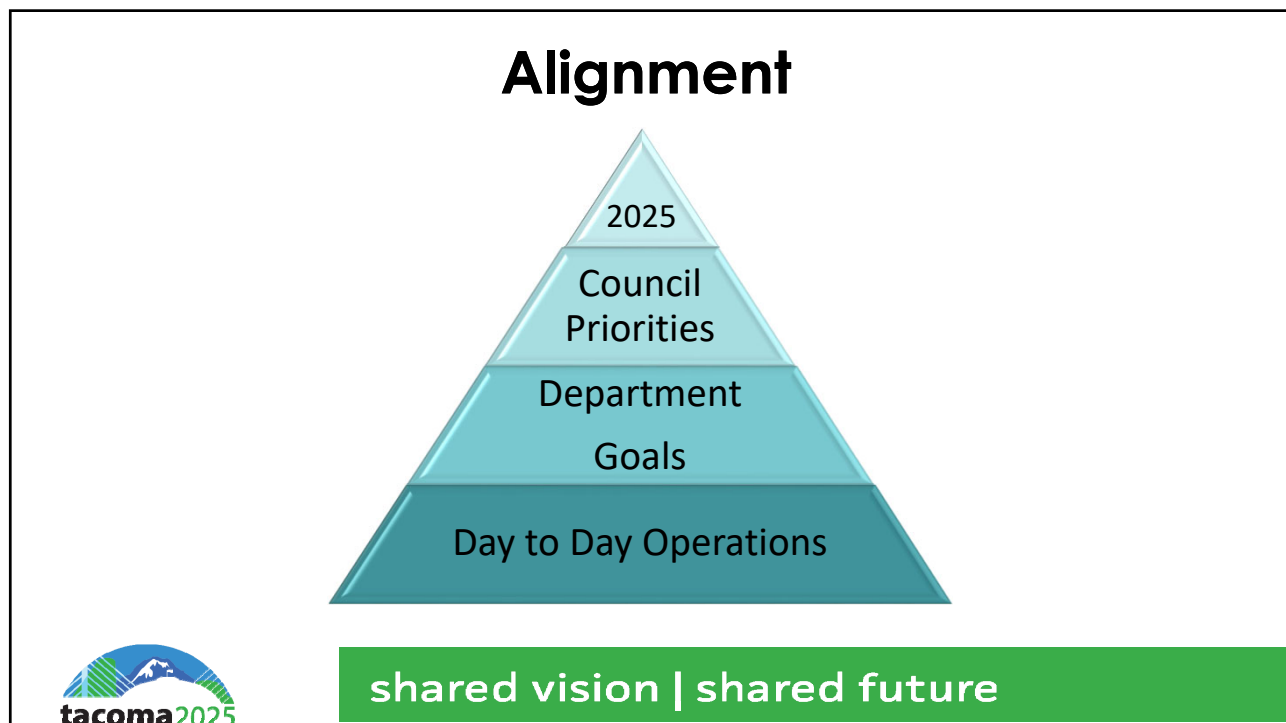 Alignment
2025
Council
Priorities
Department
Goals
Day to Day Operations
tacoma2025
shared vision | shared future